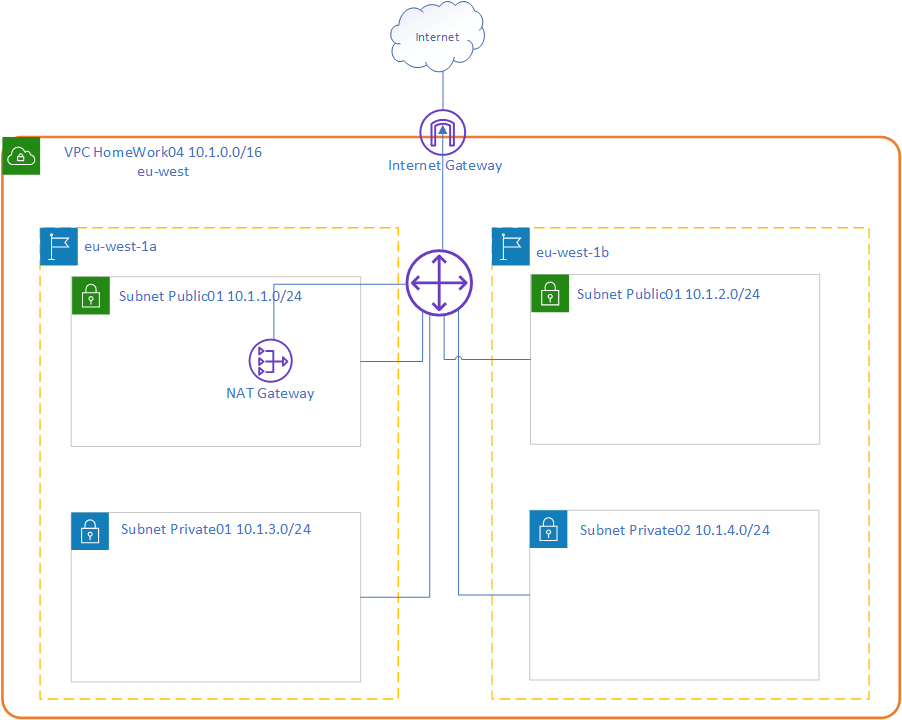 Internet
VPC HomeWork04 10.1.0.0/16
eu-west
Internet Gateway
eu-west-1a
eu-west-1b
Subnet Public01 10.1.1.0/24
Subnet Public01 10.1.2.0/24
NAT Gateway
Subnet Private01 10.1.3.0/24
Subnet Private02 10.1.4.0/24